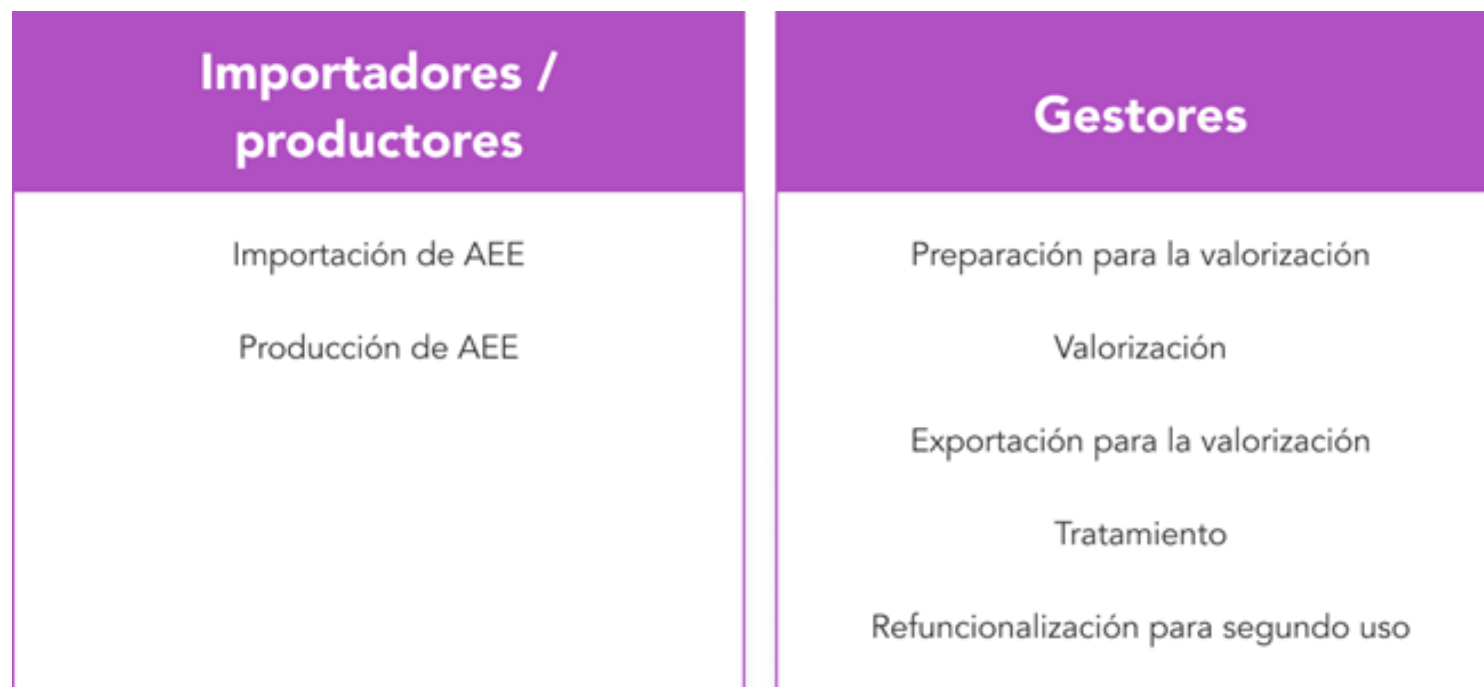 Importadores /
productores
Importación de AEE
Producción de AEE
Gestores
Preparación para la valorización
Valorización
Exportación para la valorización
Tratamiento
Refuncionalización para segundo uso